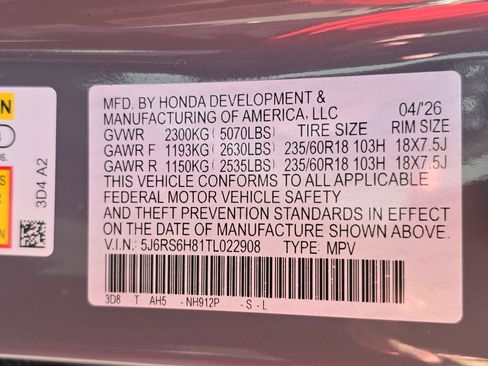 MFD. BY HONDA DEVELOPMENT &
MANUFACTURING OF AMERICA, LLC 04/'26
GVWR 2300KG (5070LBS) TIRE SIZE RIM SIZE
GAWR F 1193KG (2630LBS) 235/60R18 103H 18X7.5J
GAWR R 1150KG (2535LBS) 235/60R18 103H 18X7.5J
THIS VEHICLE CONFORMS TO ALL APPLICABLE
FEDERAL MOTOR VEHICLE SAFETY
AND THEFT PREVENTION STANDARDS IN EFFECT
ON THE DATE OF MANUFACTURE SHOWN ABOVE.
V.I.N.: 5J6RS6H81TL022908 TYPE: MPV
3D8 T AH5 -NH912P -S-L
3D4 A2